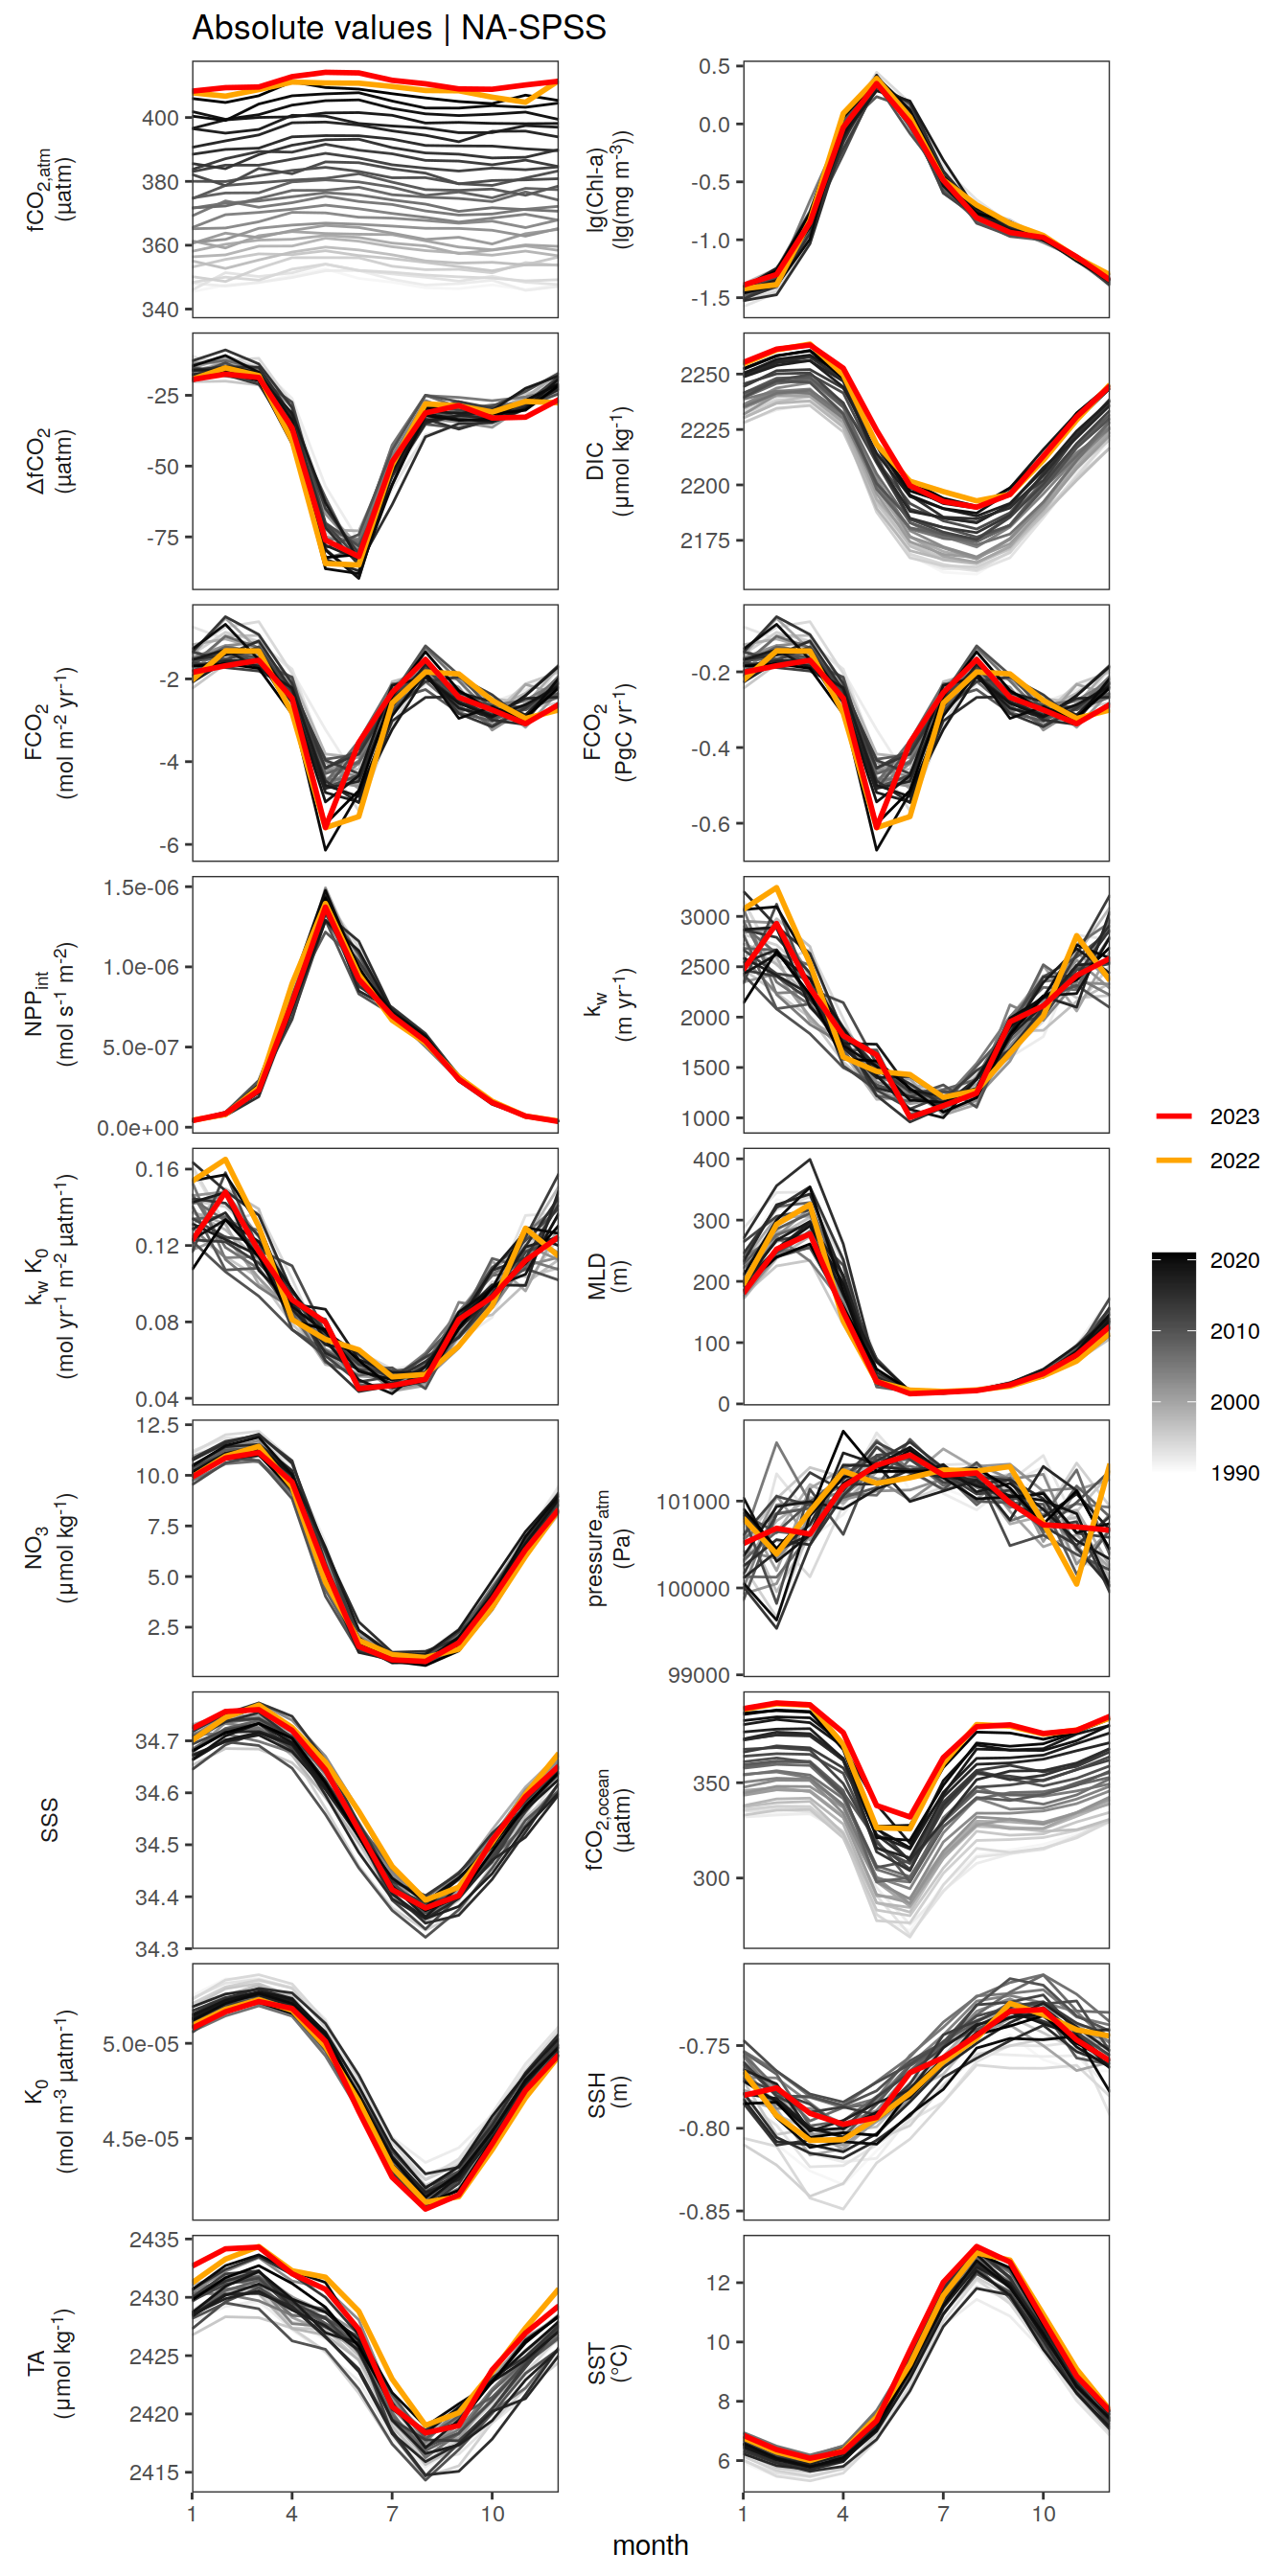 Absolute values | NA-SPSS
fCO2,atm
(µatm)
400
380
360
340
lg(Chl-a)
(lg(mg m-3))
0.5
0.0
-0.5
-1.0
-1.5
ΔfCO2
(µatm)
-25
-50
-75
DIC
(µmol kg-1)
2250
2225
2200
2175
FCO2
(mol m-2 yr-1)
-2
-4
-6
FCO2
(PgC yr-1)
-0.2
-0.4
-0.6
NPPint
(mol s-1 m-2)
1.5e-06
1.0e-06
5.0e-07
0.0e+00
kw
(m yr-1)
3000
2500
2000
1500
1000
kw K0
(mol yr-1 m-2 µatm-1)
0.16
0.12
0.08
0.04
MLD
(m)
400
300
200
100
0
NO3
(µmol kg-1)
12.5
10.0
7.5
5.0
2.5
pressureatm
(Pa)
101000
100000
99000
SSS
34.7
34.6
34.5
34.4
34.3
fCO2,ocean
(µatm)
350
300
K0
(mol m-3 µatm-1)
5.0e-05
4.5e-05
SSH
(m)
-0.75
-0.80
-0.85
TA
(µmol kg-1)
2435
2430
2425
2420
2415
SST
(°C)
12
10
8
6
1 4 7 10
1 4 7 10
month
2023
2022
2020
2010
2000
1990